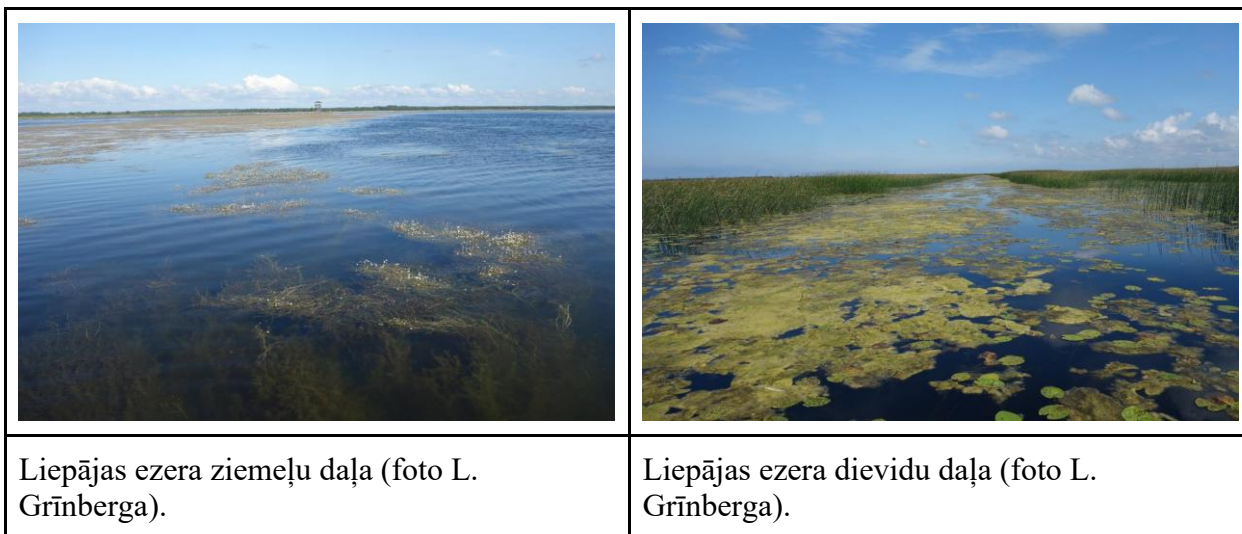 Liepājas ezera ziemeļu daļa (foto L.
Grīnberga).
Liepājas ezera dievidu daļa (foto L.
Grīnberga).